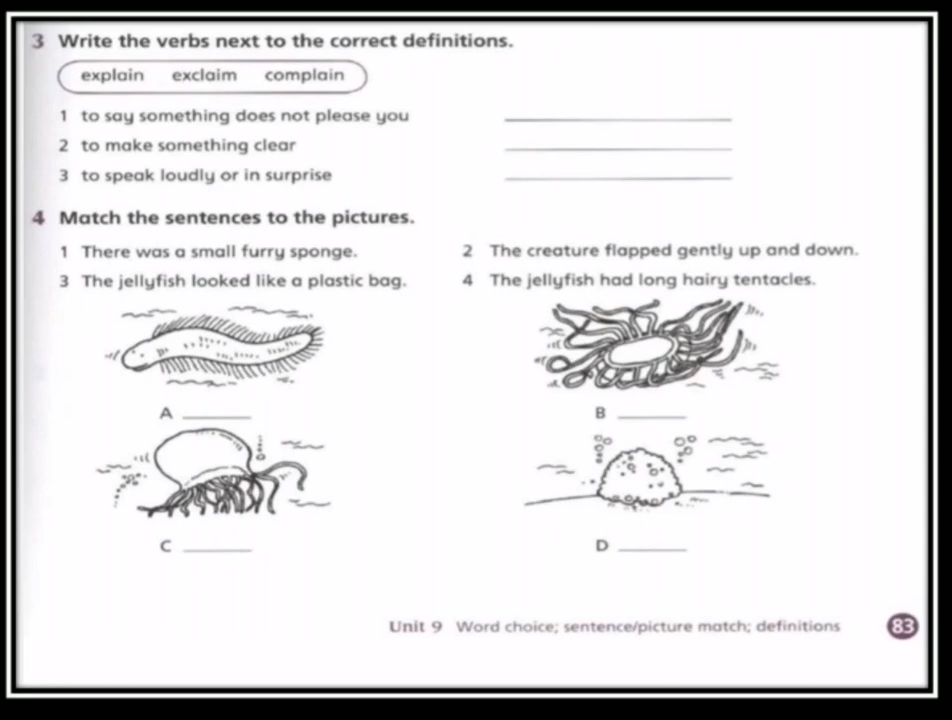 3 Write the verbs next to the correct definitions.
explain exclaim complain
1 to say something does not please you
2 to make something clear
3 to speak loudly or in surprise
4 Match the sentences to the pictures.
1 There was a small furry sponge.
2 The creature flapped gently up and down.
3 The jellyfish looked like a plastic bag.
4 The jellyfish had long hairy tentacles.
A
B
C
D
Unit 9 Word choice; sentence/picture match; definitions
83